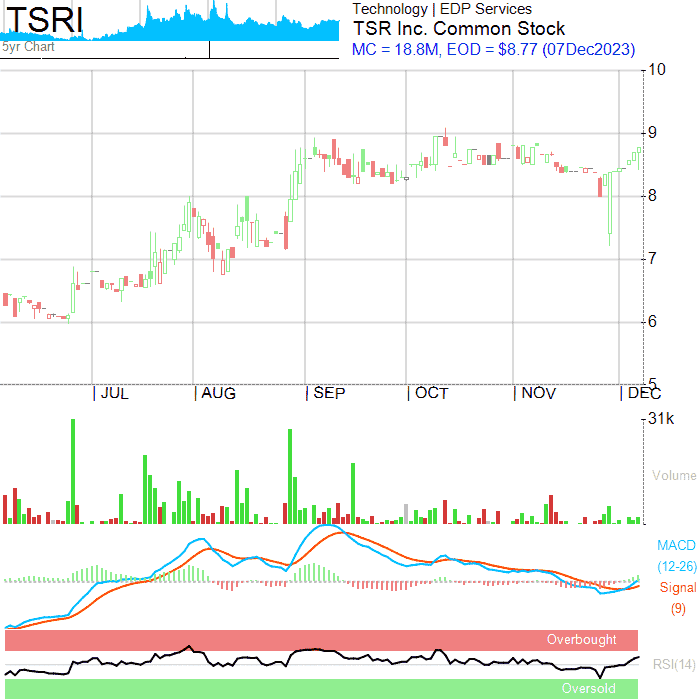 TSRI
5yr Chart
Technology | EDP Services
TSR Inc. Common Stock
MC = 18.8M, EOD = $8.77 (07Dec2023)
10
9
8
7
6
5
JUL
AUG
SEP
OCT
NOV
DEC
31k
Volume
MACD
(12-26)
Signal
(9)
Overbought
RSI(14)
Oversold